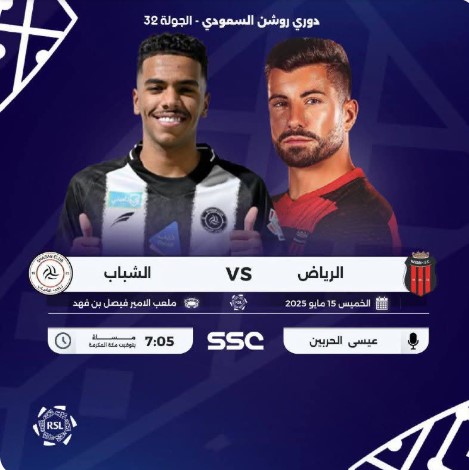 دوري روشن السعودي - الجولة 32
الرياض VS الشباب
الخميس 15 مايو 2025 ملعب الامير فيصل بن فهد
عيسى الحربين SSC 7:05 مساءً
بتوقيت مكة المكرمة
RSL